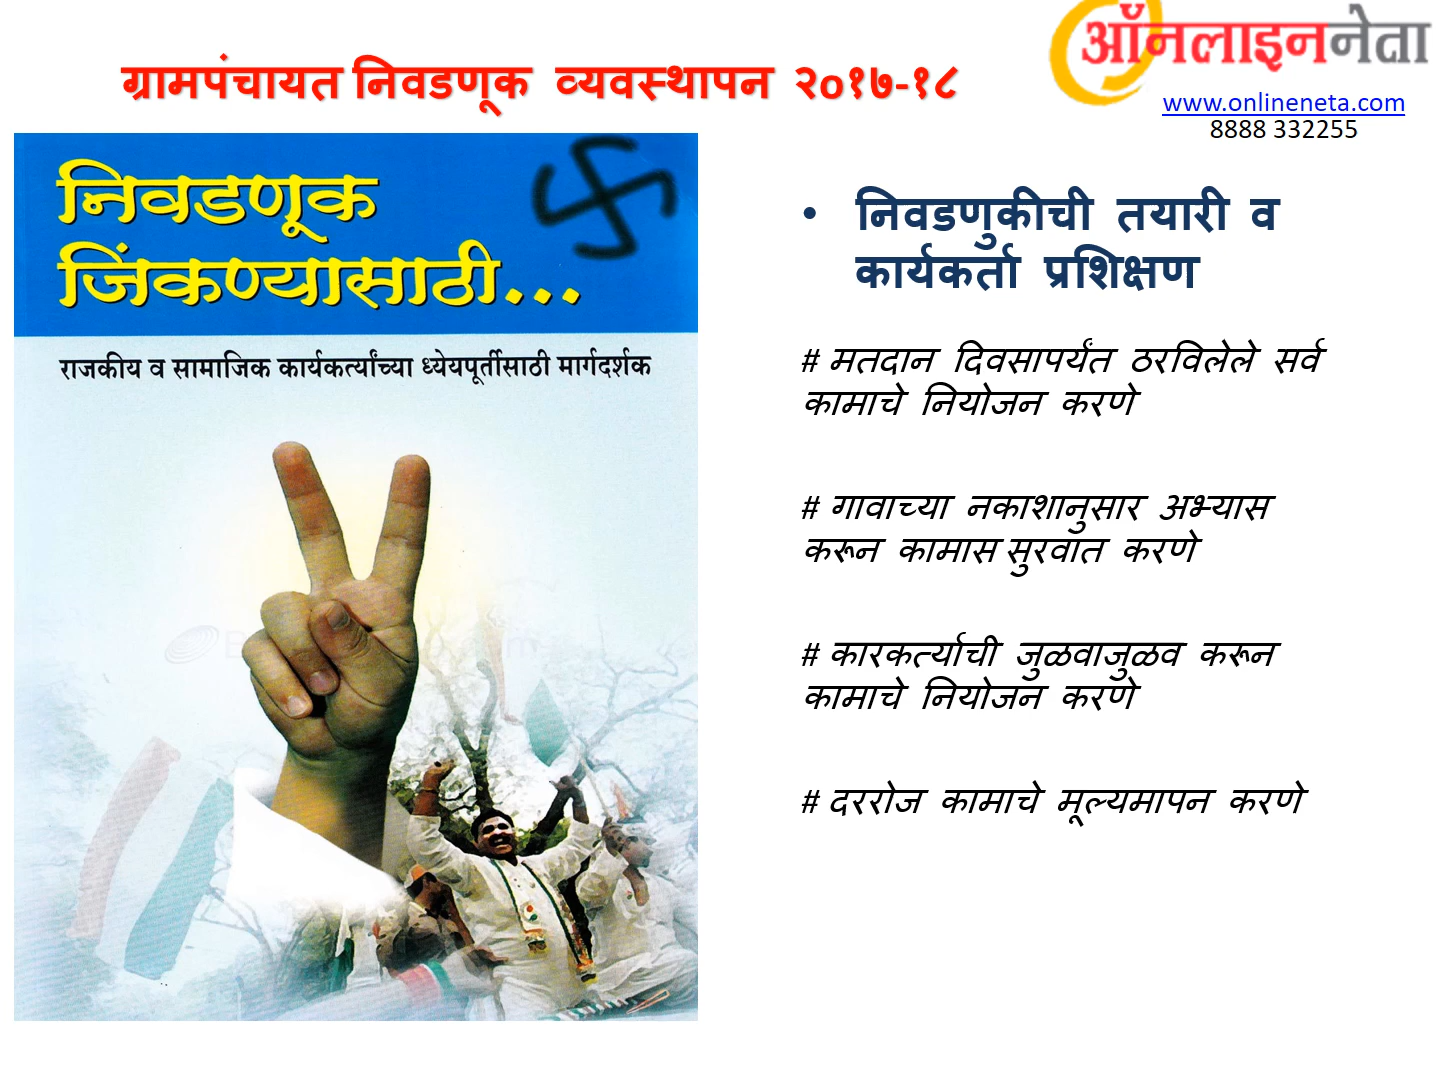 ऑनलाइननेता
ग्रामपंचायत निवडणूक व्यवस्थापन २०१७-१८
www.onlineneta.com
8888 332255
निवडणूक
जिंकण्यासाठी...
राजकीय व सामाजिक कार्यकर्त्यांच्या ध्येयपूर्तीसाठी मार्गदर्शक
• निवडणुकीची तयारी व
कार्यकर्ता प्रशिक्षण
# मतदान दिवसापर्यंत ठरविलेले सर्व
कामाचे नियोजन करणे
# गावाच्या नकाशानुसार अभ्यास
करून कामास सुरवात करणे
# कारकर्त्याची जुळवाजुळव करून
कामाचे नियोजन करणे
# दररोज कामाचे मूल्यमापन करणे